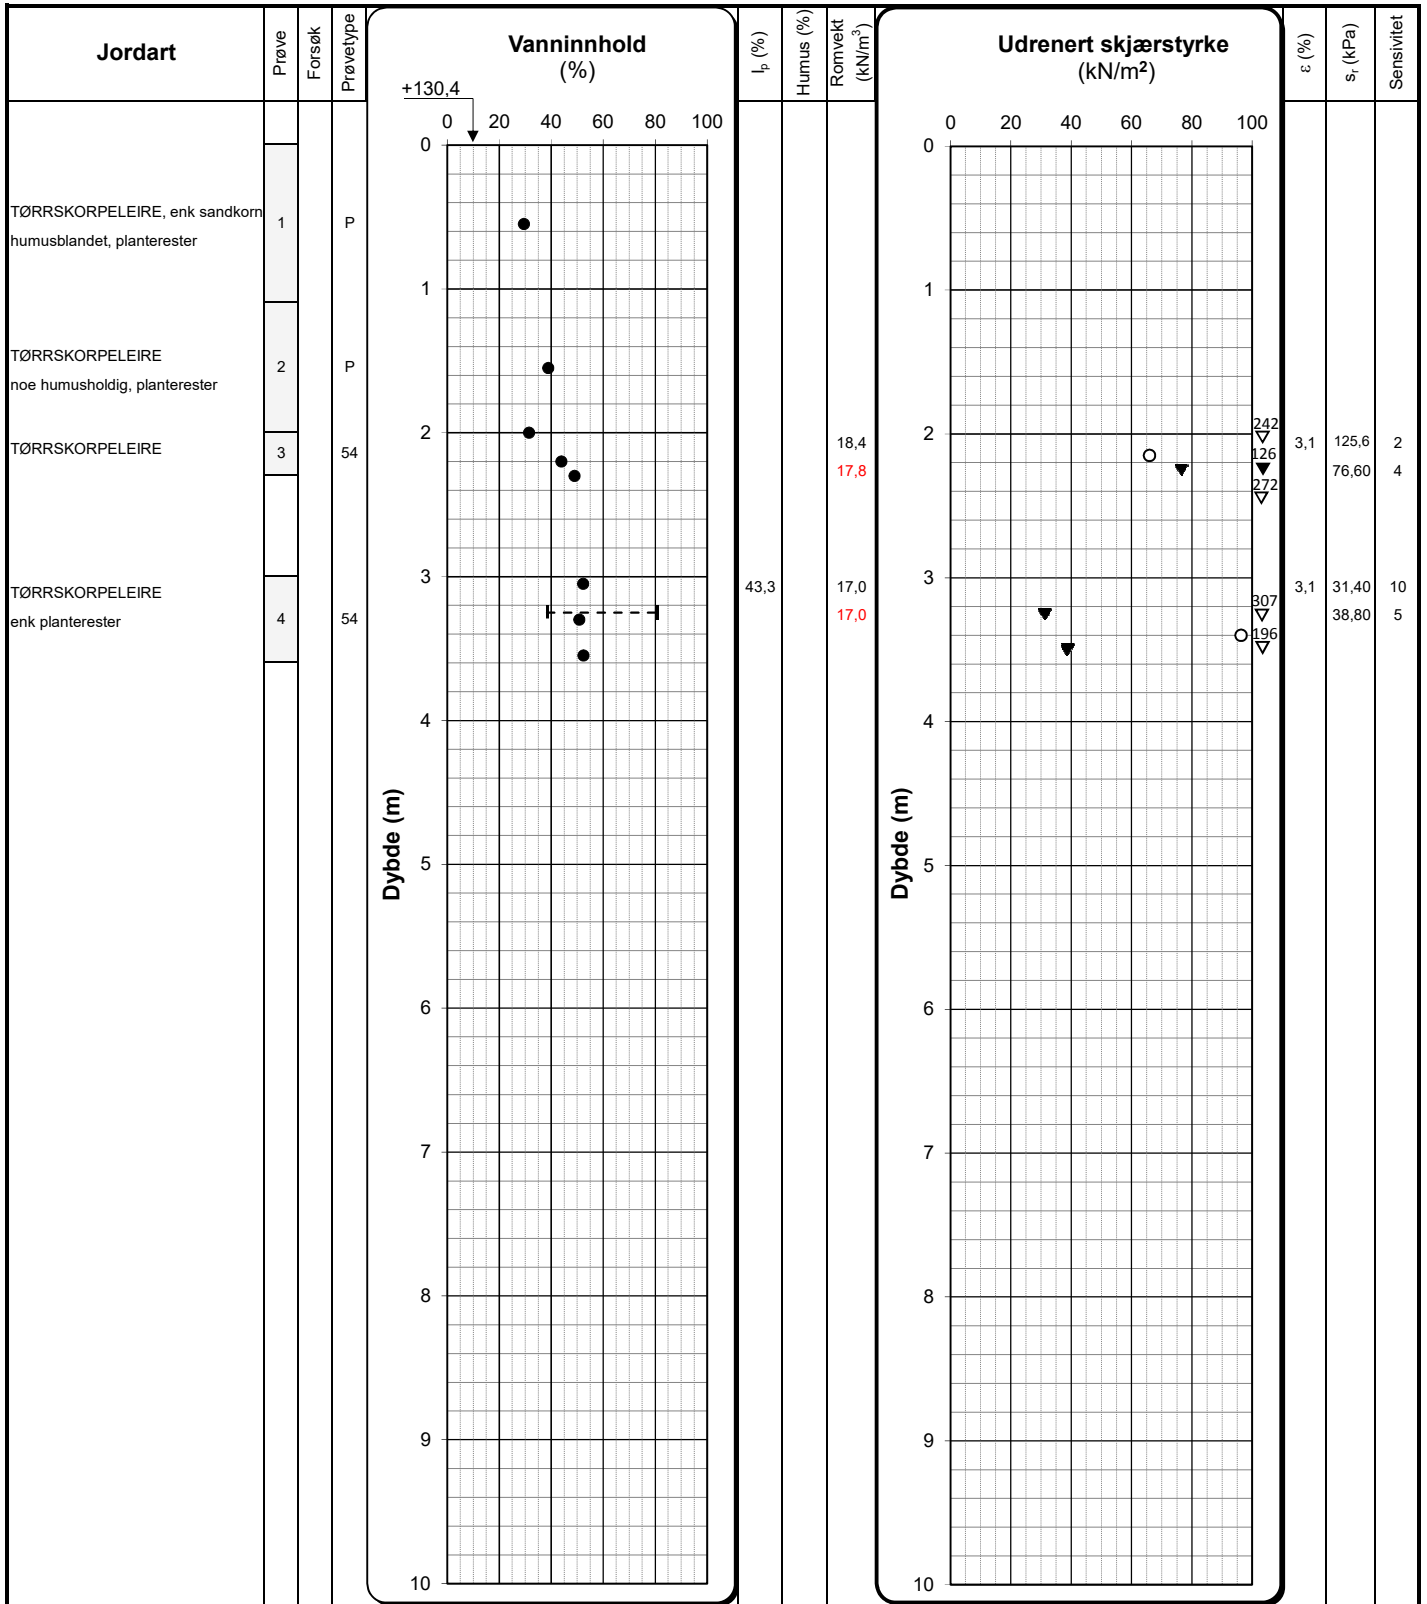 Jordart
Prøve
Forsøk
Prøvetype
Vanninnhold
(%)
+130,4
Iₚ (%)
Humus (%)
Romvekt
(kN/m³)
Udrenert skjærstyrke
(kN/m²)
ε (%)
sᵣ (kPa)
Sensivitet
0 20 40 60 80 100
0 20 40 60 80 100
0
0
TØRRSKORPELEIRE, enk sandkorn
humusblandet, planterester
1
P
1
1
TØRRSKORPELEIRE
noe humusholdig, planterester
2
P
2
2
TØRRSKORPELEIRE
3
54
18,4
17,8
242
126
272
3,1
125,6
2
76,60
4
3
3
TØRRSKORPELEIRE
enk planterester
4
54
43,3
17,0
17,0
307
196
3,1
31,40
10
38,80
5
4
4
Dybde (m)
Dybde (m)
5
5
6
6
7
7
8
8
9
9
10
10